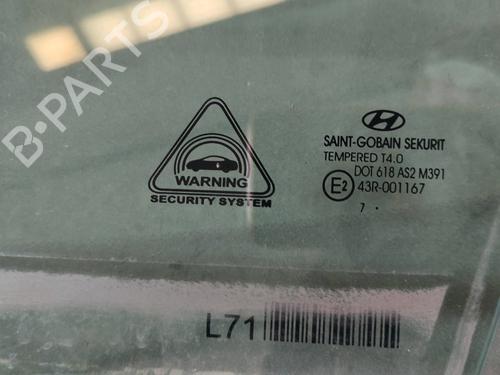 B-PARTS
WARNING
SECURITY SYSTEM
SAINT-GOBAIN SEKURIT
TEMPERED T4.0
DOT 618 AS2 M391
E2 43R-001167
7 .
L71